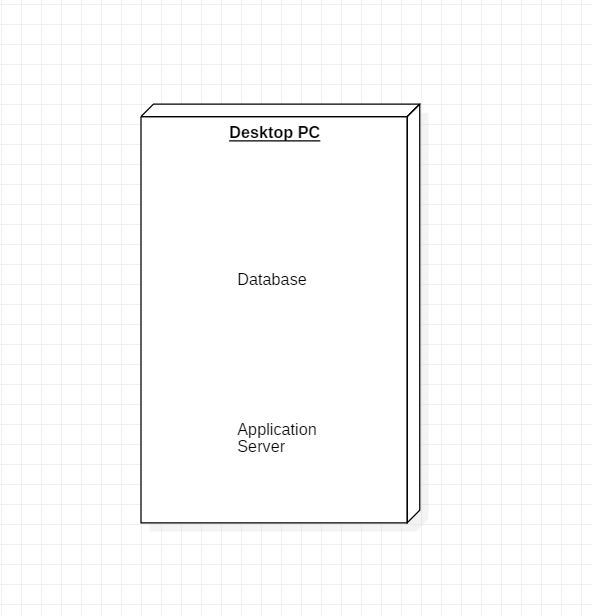 Desktop PC
Database
Application
Server